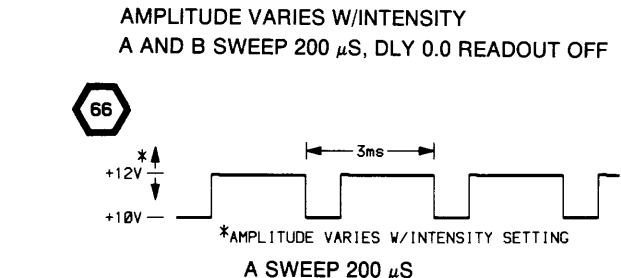 AMPLITUDE VARIES W/INTENSITY
A AND B SWEEP 200 μS, DLY 0.0 READOUT OFF
66
3ms
*
+12V
+10V
*AMPLITUDE VARIES W/INTENSITY SETTING
A SWEEP 200 μS